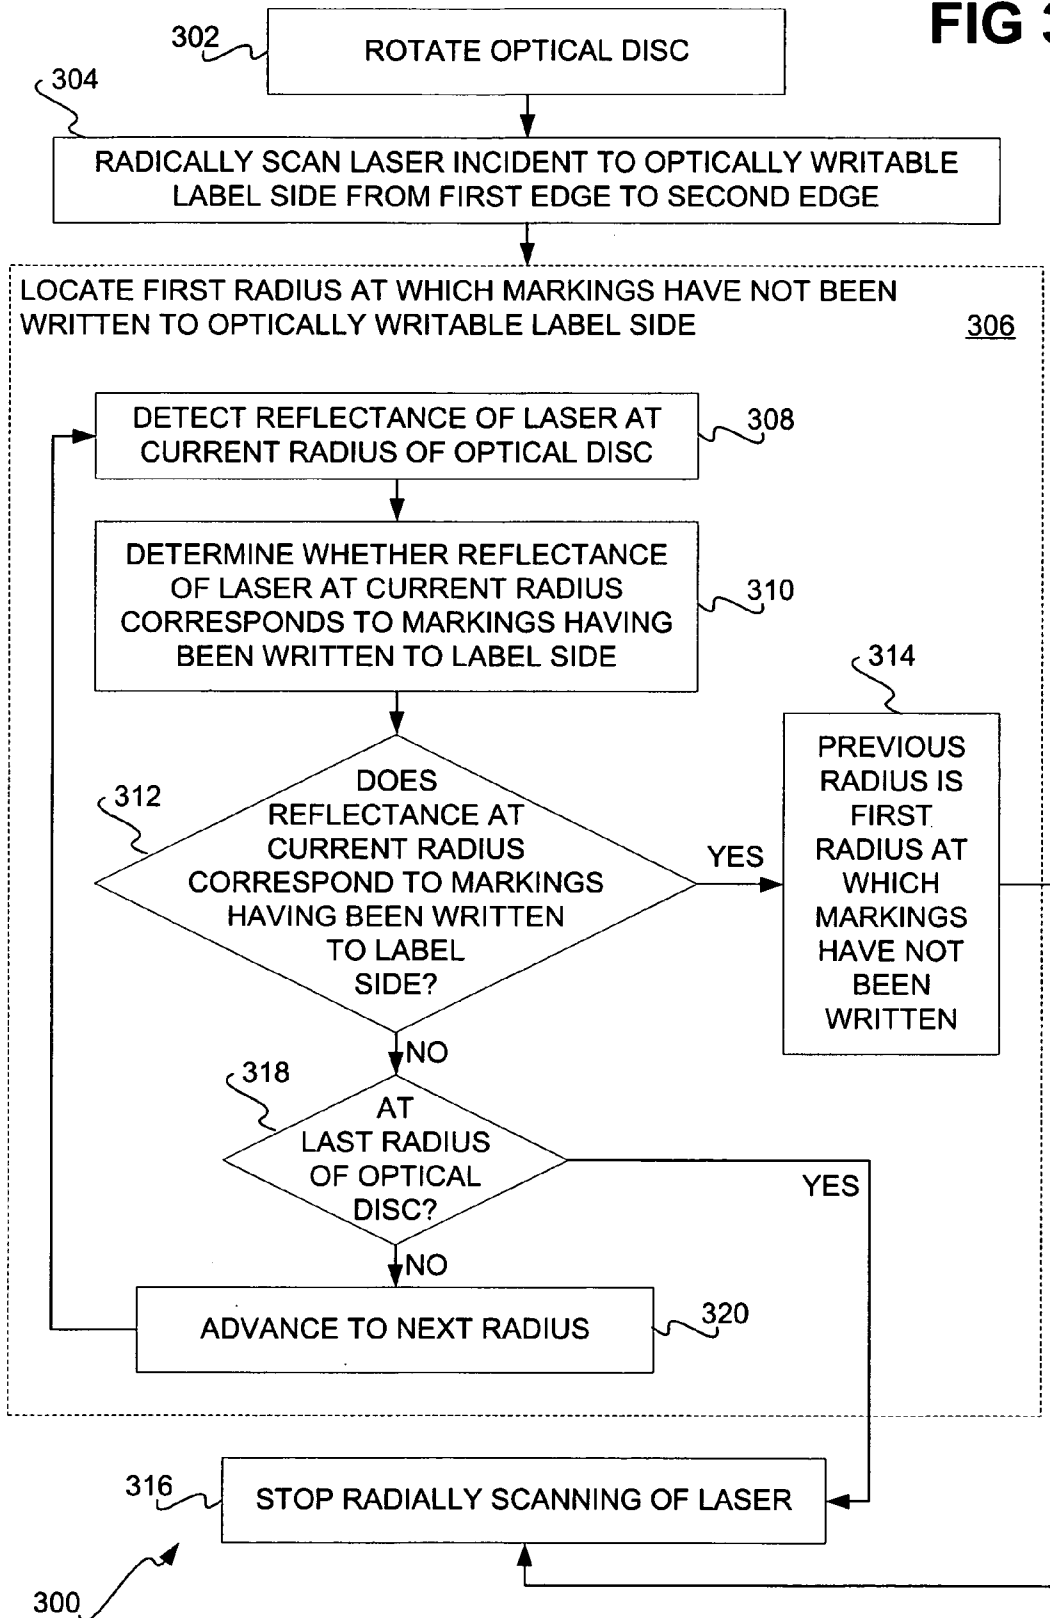 FIG 3
302
ROTATE OPTICAL DISC
304
RADICALLY SCAN LASER INCIDENT TO OPTICALLY WRITABLE
LABEL SIDE FROM FIRST EDGE TO SECOND EDGE
LOCATE FIRST RADIUS AT WHICH MARKINGS HAVE NOT BEEN
WRITTEN TO OPTICALLY WRITABLE LABEL SIDE
306
DETECT REFLECTANCE OF LASER AT
CURRENT RADIUS OF OPTICAL DISC
308
DETERMINE WHETHER REFLECTANCE
OF LASER AT CURRENT RADIUS
CORRESPONDS TO MARKINGS HAVING
BEEN WRITTEN TO LABEL SIDE
310
312
DOES
REFLECTANCE AT
CURRENT RADIUS
CORRESPOND TO MARKINGS
HAVING BEEN WRITTEN
TO LABEL
SIDE?
YES
314
PREVIOUS
RADIUS IS
FIRST
RADIUS AT
WHICH
MARKINGS
HAVE NOT
BEEN
WRITTEN
NO
318
AT
LAST RADIUS
OF OPTICAL
DISC?
YES
NO
ADVANCE TO NEXT RADIUS
320
316
STOP RADIALLY SCANNING OF LASER
300